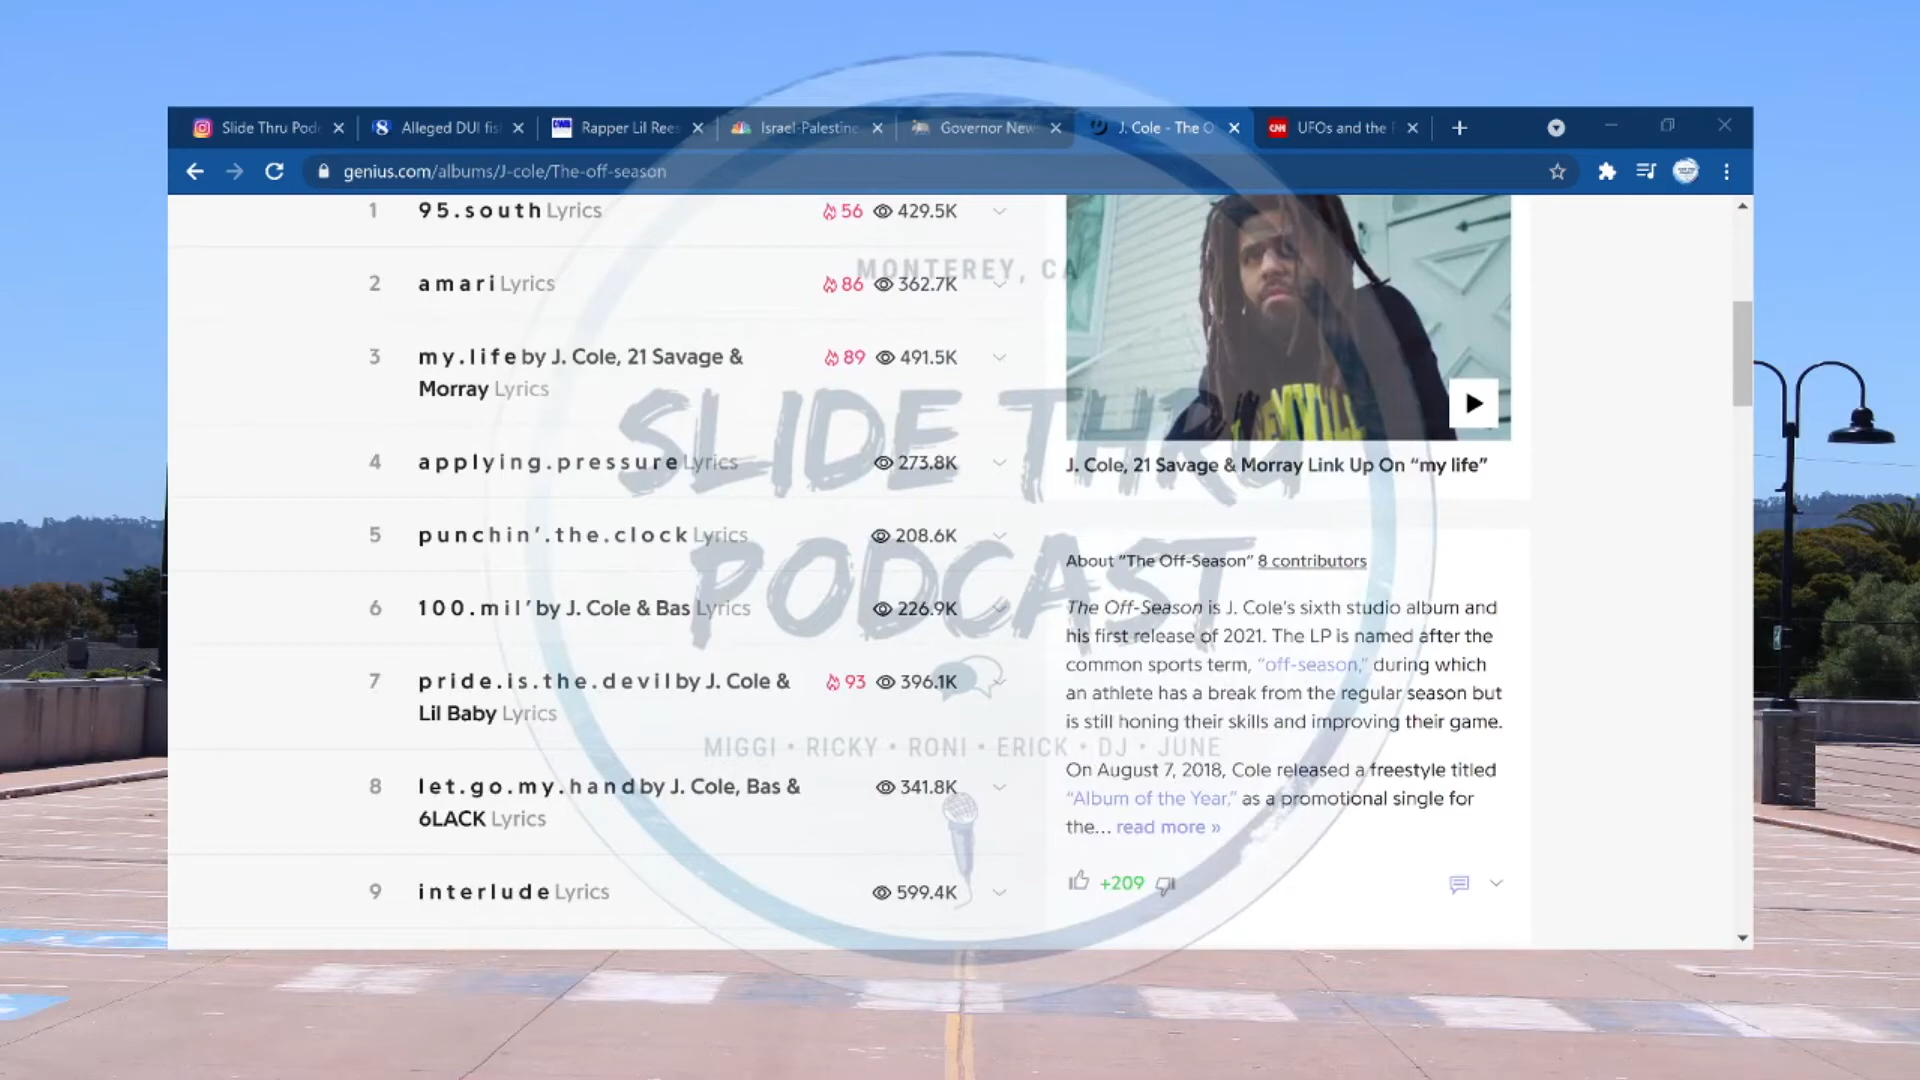 Slide Thru Pod
Alleged DUI fis
Rapper Lil Rees
Israel-Palestine
Governor New
J. Cole - The O
CNN
UFOs and the
genius.com/albums/J-cole/The-off-season
1 95.south Lyrics 56 429.5K
MONTEREY, CA
2 amari Lyrics 86 362.7K
3 my.life by J. Cole, 21 Savage & 89 491.5K
Morray Lyrics
SLIDE THRU
4 applying.pressure Lyrics 273.8K
5 punchin’.the.clock Lyrics 208.6K
PODCAST
6 100.mil’ by J. Cole & Bas Lyrics 226.9K
7 pride.is.the.devil by J. Cole & 93 396.1K
Lil Baby Lyrics
MIGGI • RICKY • RONI • ERICK • DJ • JUNE
8 let.go.my.hand by J. Cole, Bas & 341.8K
6LACK Lyrics
9 interlude Lyrics 599.4K
J. Cole, 21 Savage & Morray Link Up On “my life”
About “The Off-Season” 8 contributors
The Off-Season is J. Cole’s sixth studio album and
his first release of 2021. The LP is named after the
common sports term, “off-season,” during which
an athlete has a break from the regular season but
is still honing their skills and improving their game.
On August 7, 2018, Cole released a freestyle titled
“Album of the Year,” as a promotional single for
the... read more »
+209